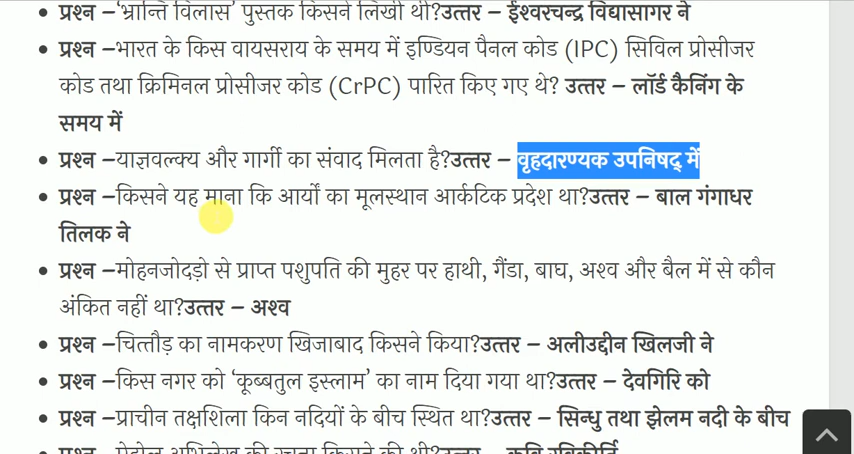 प्रश्न –‘भ्रान्ति विलास’ पुस्तक किसने लिखी थी?उत्तर – ईश्वरचन्द्र विद्यासागर ने
प्रश्न –भारत के किस वायसराय के समय में इण्डियन पैनल कोड (IPC) सिविल प्रोसीजर
कोड तथा क्रिमिनल प्रोसीजर कोड (CrPC) पारित किए गए थे? उत्तर – लॉर्ड कैनिंग के
समय में
प्रश्न –याज्ञवल्क्य और गार्गी का संवाद मिलता है?उत्तर – वृहदारण्यक उपनिषद् में
प्रश्न –किसने यह माना कि आर्यों का मूलस्थान आर्कटिक प्रदेश था?उत्तर – बाल गंगाधर
तिलक ने
प्रश्न –मोहनजोदड़ो से प्राप्त पशुपति की मुहर पर हाथी, गैंडा, बाघ, अश्व और बैल में से कौन
अंकित नहीं था?उत्तर – अश्व
प्रश्न –चित्तौड़ का नामकरण खिजाबाद किसने किया?उत्तर – अलीउद्दीन खिलजी ने
प्रश्न –किस नगर को ‘कूब्बतुल इस्लाम’ का नाम दिया गया था?उत्तर – देवगिरि को
प्रश्न –प्राचीन तक्षशिला किन नदियों के बीच स्थित था?उत्तर – सिन्धु तथा झेलम नदी के बीच